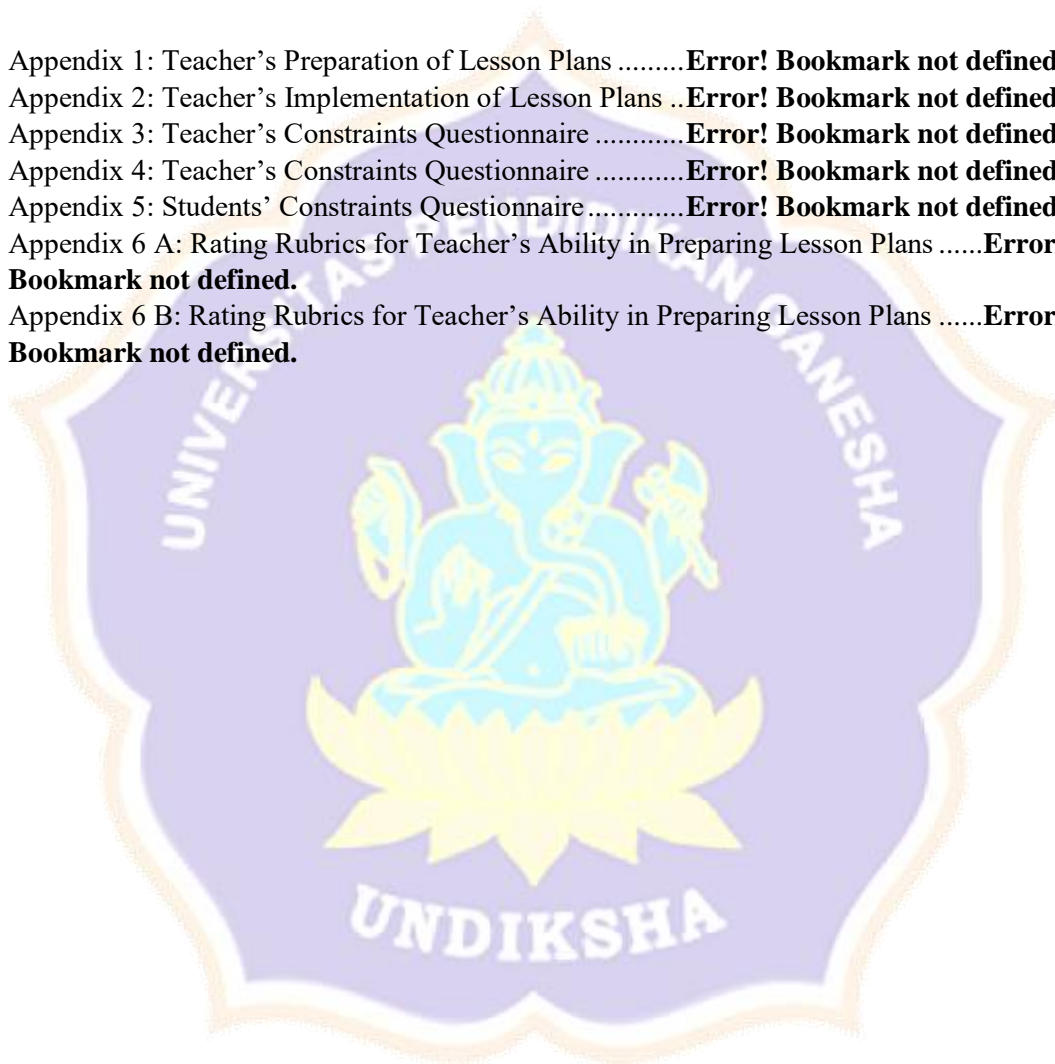 Appendix 1: Teacher’s Preparation of Lesson Plans .........Error! Bookmark not defined
Appendix 2: Teacher’s Implementation of Lesson Plans ..Error! Bookmark not defined
Appendix 3: Teacher’s Constraints Questionnaire ............Error! Bookmark not defined
Appendix 4: Teacher’s Constraints Questionnaire ............Error! Bookmark not defined
Appendix 5: Students’ Constraints Questionnaire.............Error! Bookmark not defined
Appendix 6 A: Rating Rubrics for Teacher’s Ability in Preparing Lesson Plans ......Error
Bookmark not defined.
Appendix 6 B: Rating Rubrics for Teacher’s Ability in Preparing Lesson Plans ......Error
Bookmark not defined.
UNIVERSITAS PENDIDIKAN GANESHA
UNDIKSHA